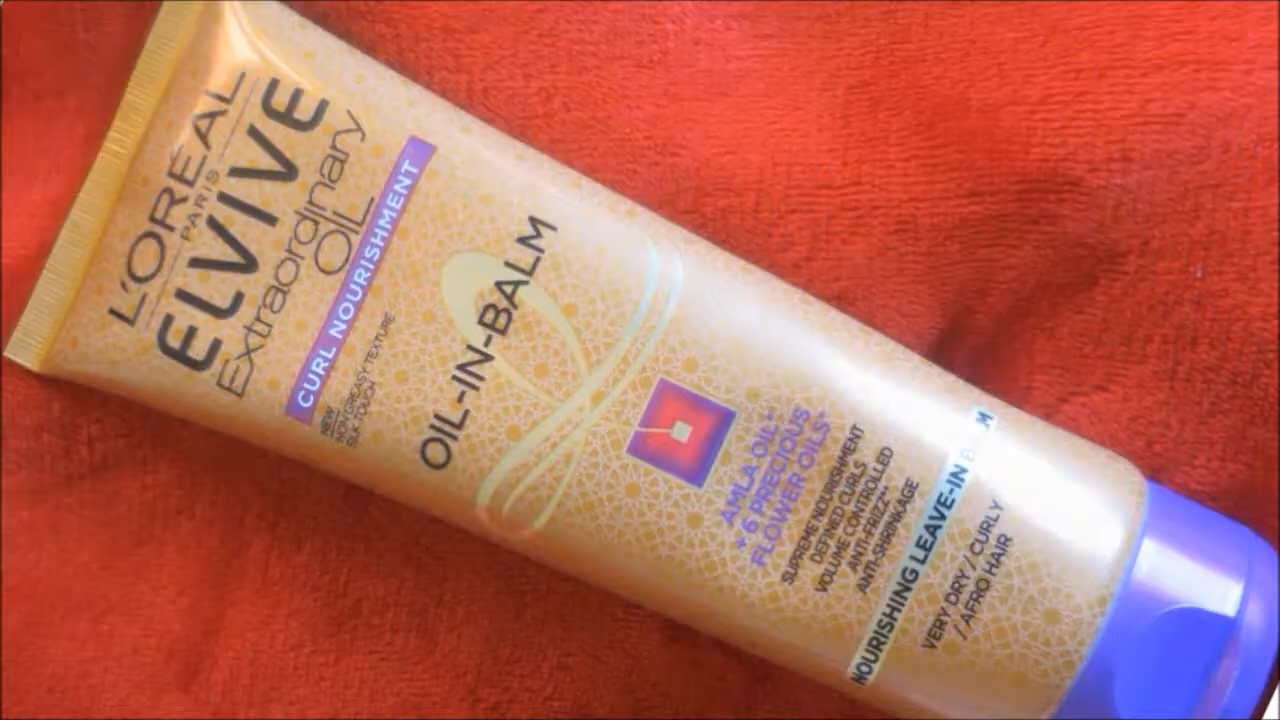 L'ORÉAL
PARIS
ELVIVE
Extraordinary
OIL
CURL NOURISHMENT
NEW
NON GREASY TEXTURE
SILK TOUCH
OIL-IN-BALM
AMLA OIL*
+ 6 PRECIOUS
FLOWER OILS*
SUPREME NOURISHMENT
DEFINED CURLS
VOLUME CONTROLLED
ANTI-FRIZZ**
ANTI-SHRINKAGE
NOURISHING LEAVE-IN BALM
VERY DRY / CURLY
/ AFRO HAIR